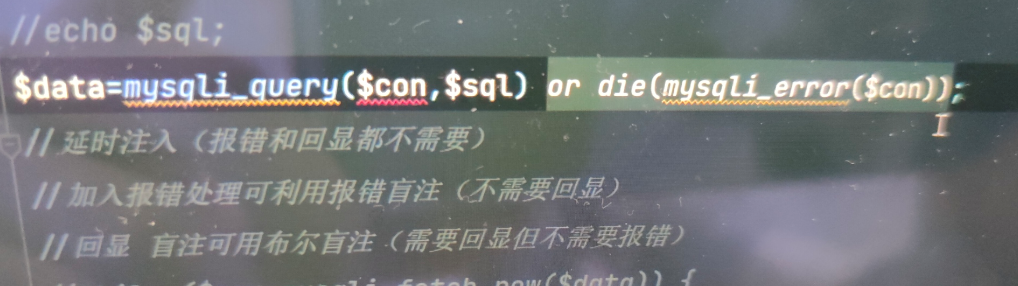 //echo $sql;
$data=mysqli_query($con,$sql) or die(mysqli_error($con));
// 延时注入（报错和回显都不需要）
// 加入报错处理可利用报错盲注（不需要回显）
// 回显 盲注可用布尔盲注（需要回显但不需要报错）
fetch_row($data)) {